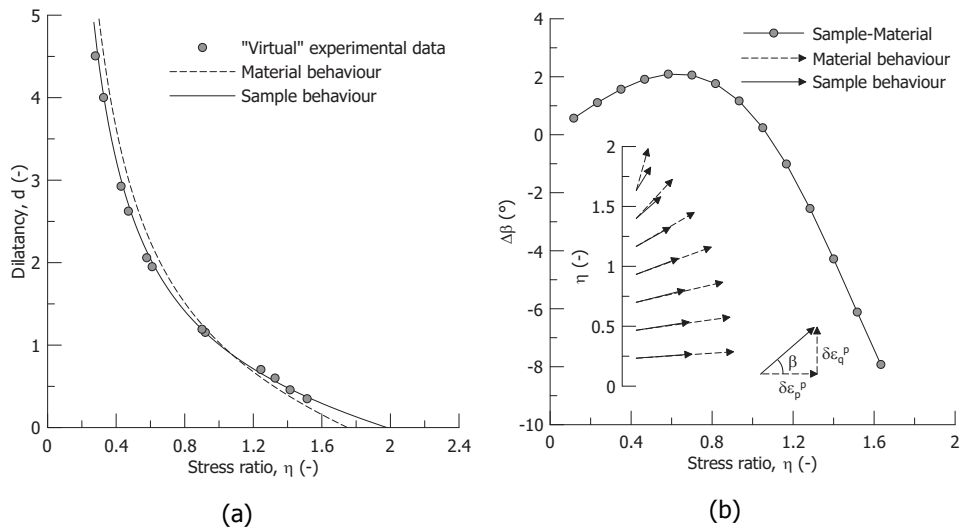 5
4
3
2
1
0
Dilatancy, d (-)
"Virtual" experimental data
Material behaviour
Sample behaviour
0 0.4 0.8 1.2 1.6 2 2.4
Stress ratio, η (-)
(a)
4
2
0
-2
-4
-6
-8
-10
Δβ (°)
Sample-Material
Material behaviour
Sample behaviour
2
1.5
1
0.5
0
η (-)
β
δε_q^p
δε_p^p
0 0.4 0.8 1.2 1.6 2
Stress ratio, η (-)
(b)